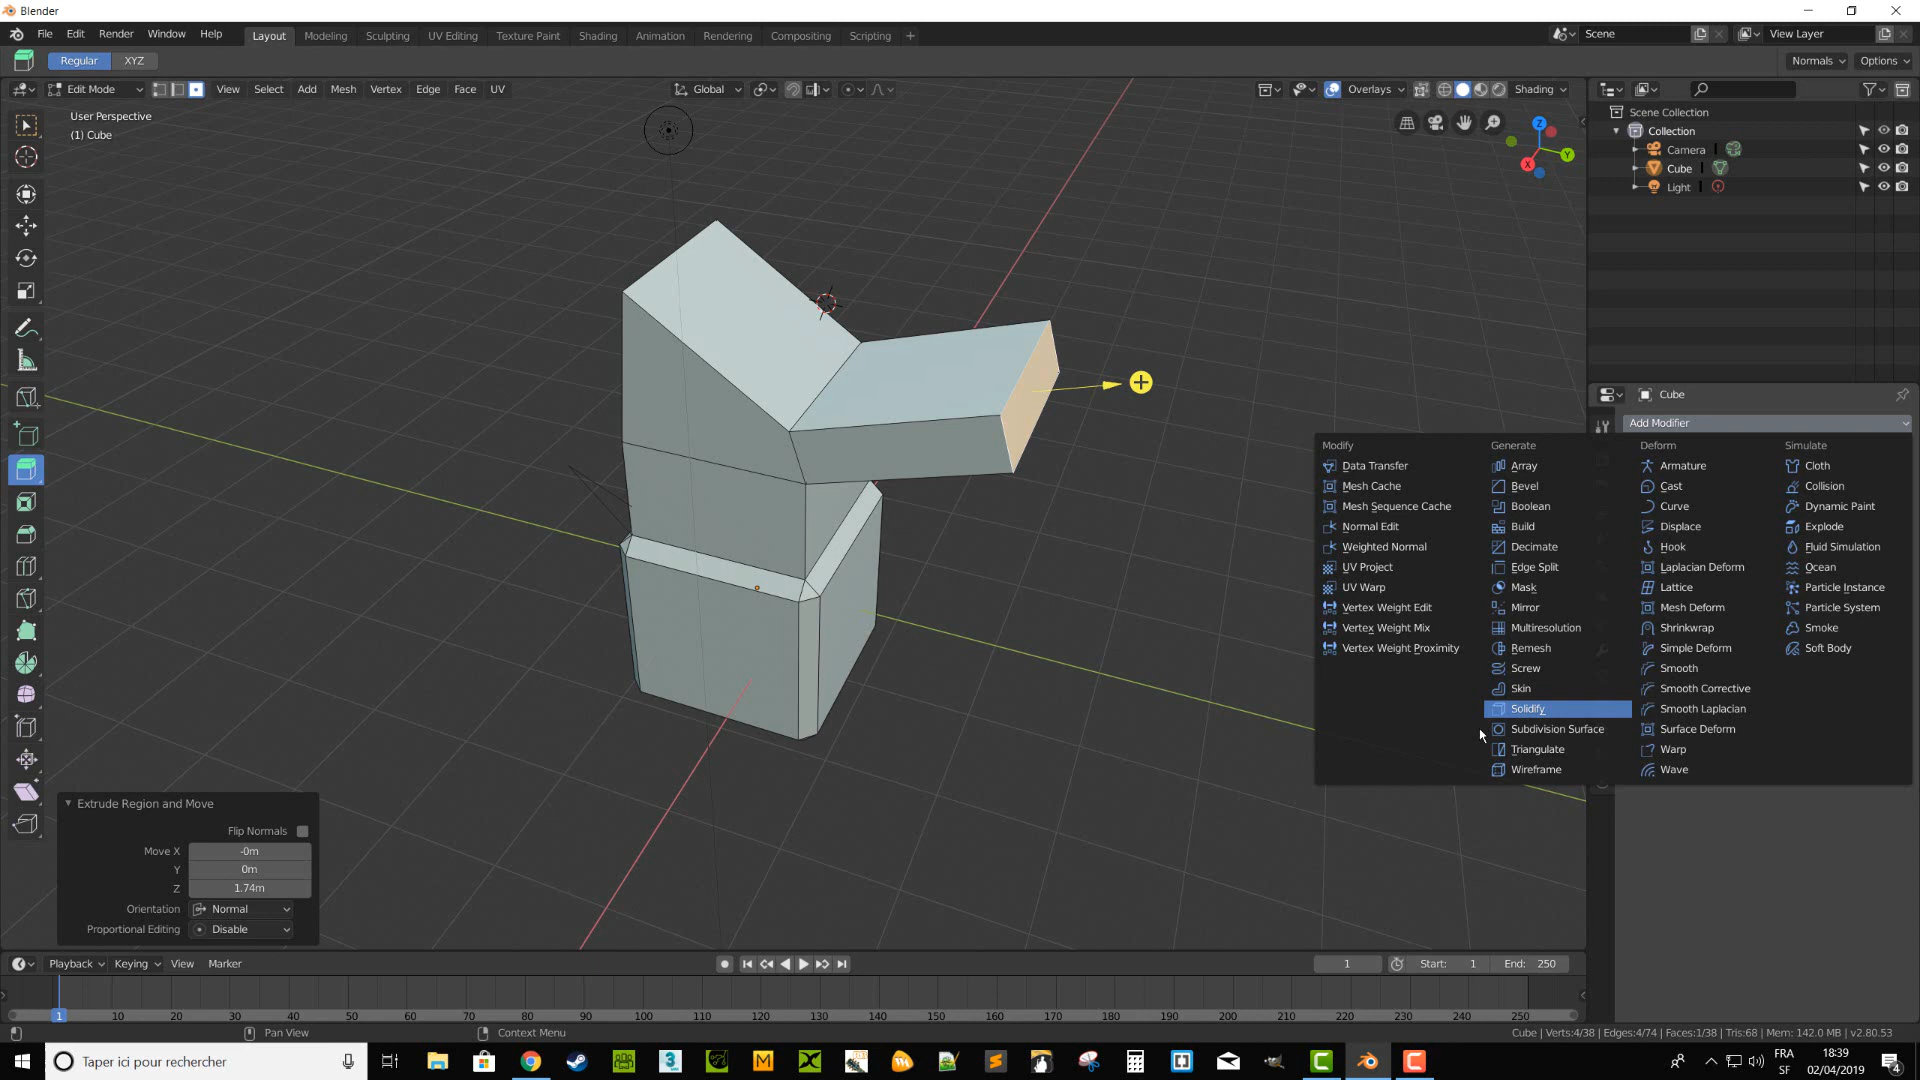 Blender
File Edit Render Window Help Layout Modeling Sculpting UV Editing Texture Paint Shading Animation Rendering Compositing Scripting + Scene View Layer
Regular XYZ Normals Options
Edit Mode View Select Add Mesh Vertex Edge Face UV Global Overlays Shading
User Perspective
(1) Cube
Z
Y
X
Scene Collection
Collection
Camera
Cube
Light
Cube
Add Modifier
Modify
Data Transfer
Mesh Cache
Mesh Sequence Cache
Normal Edit
Weighted Normal
UV Project
UV Warp
Vertex Weight Edit
Vertex Weight Mix
Vertex Weight Proximity
Generate
Array
Bevel
Boolean
Build
Decimate
Edge Split
Mask
Mirror
Multiresolution
Remesh
Screw
Skin
Solidify
Subdivision Surface
Triangulate
Wireframe
Deform
Armature
Cast
Curve
Displace
Hook
Laplacian Deform
Lattice
Mesh Deform
Shrinkwrap
Simple Deform
Smooth
Smooth Corrective
Smooth Laplacian
Surface Deform
Warp
Wave
Simulate
Cloth
Collision
Dynamic Paint
Explode
Fluid Simulation
Ocean
Particle Instance
Particle System
Smoke
Soft Body
Extrude Region and Move
Flip Normals
Move X -0m
Y 0m
Z 1.74m
Orientation Normal
Proportional Editing Disable
Playback Keying View Marker 1 Start: 1 End: 250
1 10 20 30 40 50 60 70 80 90 100 110 120 130 140 150 160 170 180 190 200 210 220 230 240 250
Pan View Context Menu Cube | Verts:4/38 | Edges:4/74 | Faces:1/38 | Tris:68 | Mem: 142.0 MB | v2.80.53
Taper ici pour rechercher
FRA
SF
18:39
02/04/2019
4